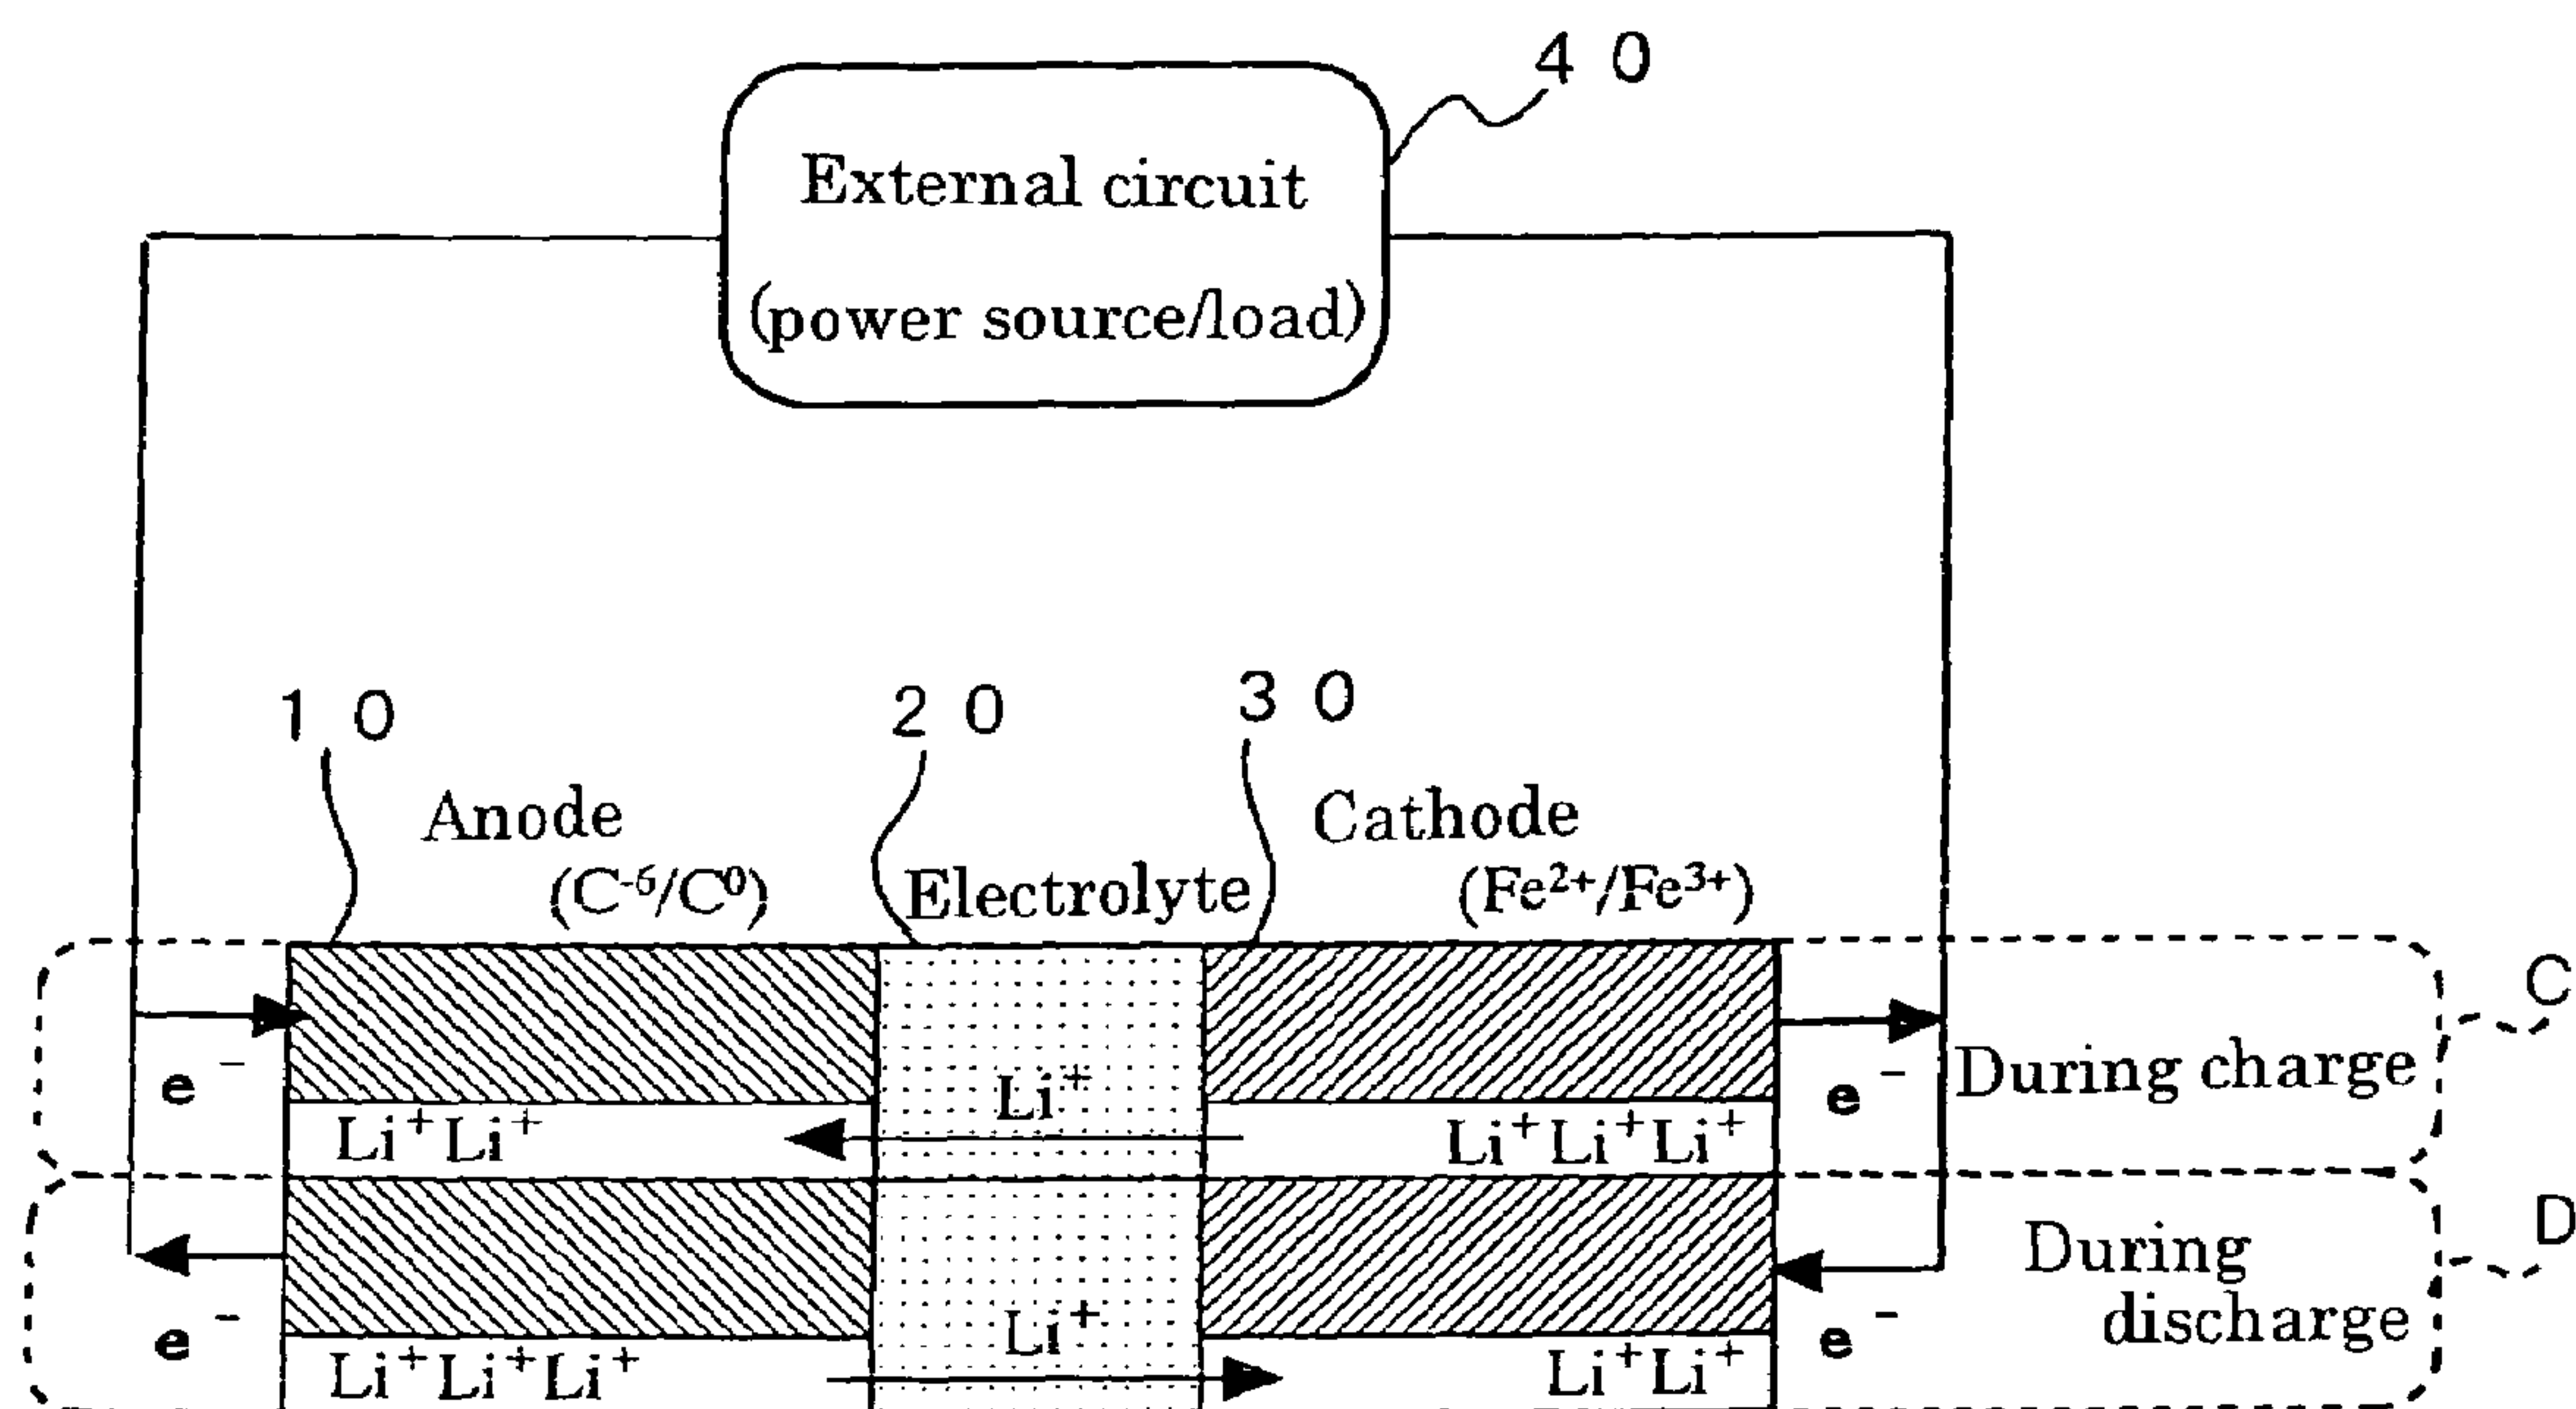 40
External circuit
(power source/load)
10
20
30
Anode
Cathode
(C⁻⁶/C⁰)
Electrolyte
(Fe²⁺/Fe³⁺)
C
e⁻
Li⁺
e⁻
During charge
Li⁺Li⁺
Li⁺Li⁺Li⁺
D
During
discharge
e⁻
Li⁺
e⁻
Li⁺Li⁺Li⁺
Li⁺Li⁺